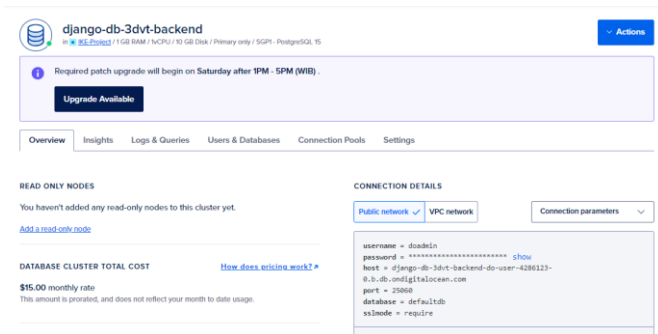 django-db-3dvt-backend
in IKE-Project / 1 GB RAM / 1vCPU / 10 GB Disk / Primary only / SGP1 - PostgreSQL 15
Actions
Required patch upgrade will begin on Saturday after 1PM - 5PM (WIB) .
Upgrade Available
Overview Insights Logs & Queries Users & Databases Connection Pools Settings
READ ONLY NODES
You haven't added any read-only nodes to this cluster yet.
Add a read-only node
DATABASE CLUSTER TOTAL COST How does pricing work?
$15.00 monthly rate
This amount is prorated, and does not reflect your month to date usage.
CONNECTION DETAILS
Public network VPC network Connection parameters
username = doadmin
password = ************************ show
host = django-db-3dvt-backend-do-user-4286123-
0.b.db.ondigitalocean.com
port = 25060
database = defaultdb
sslmode = require